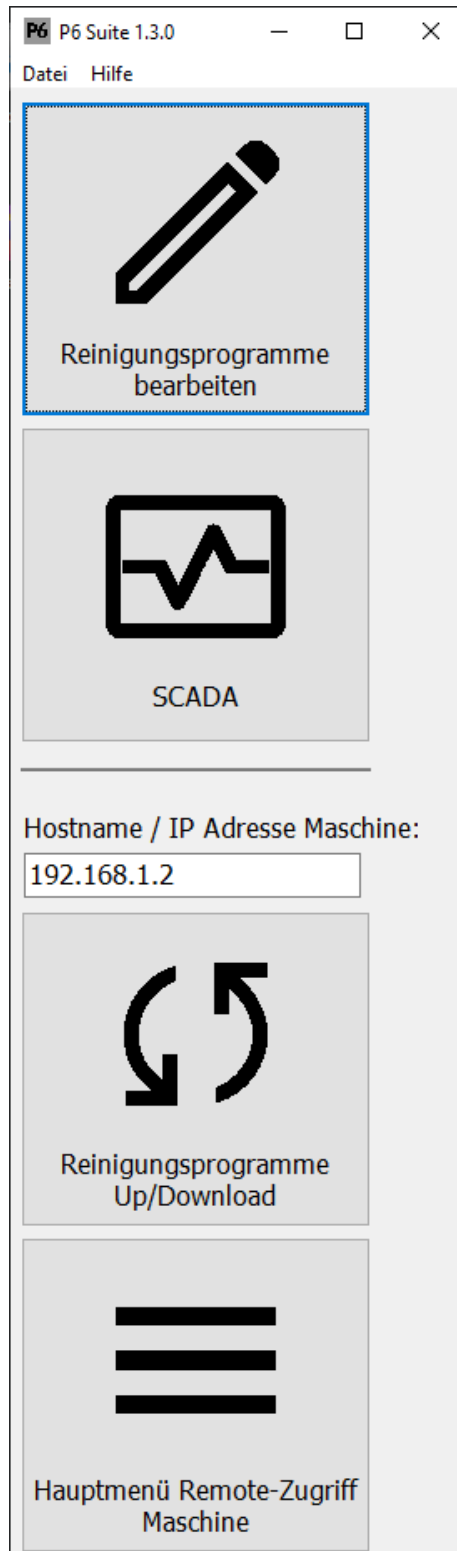 P6 P6 Suite 1.3.0
Datei Hilfe
Reinigungsprogramme
bearbeiten
SCADA
Hostname / IP Adresse Maschine:
192.168.1.2
Reinigungsprogramme
Up/Download
Hauptmenü Remote-Zugriff
Maschine